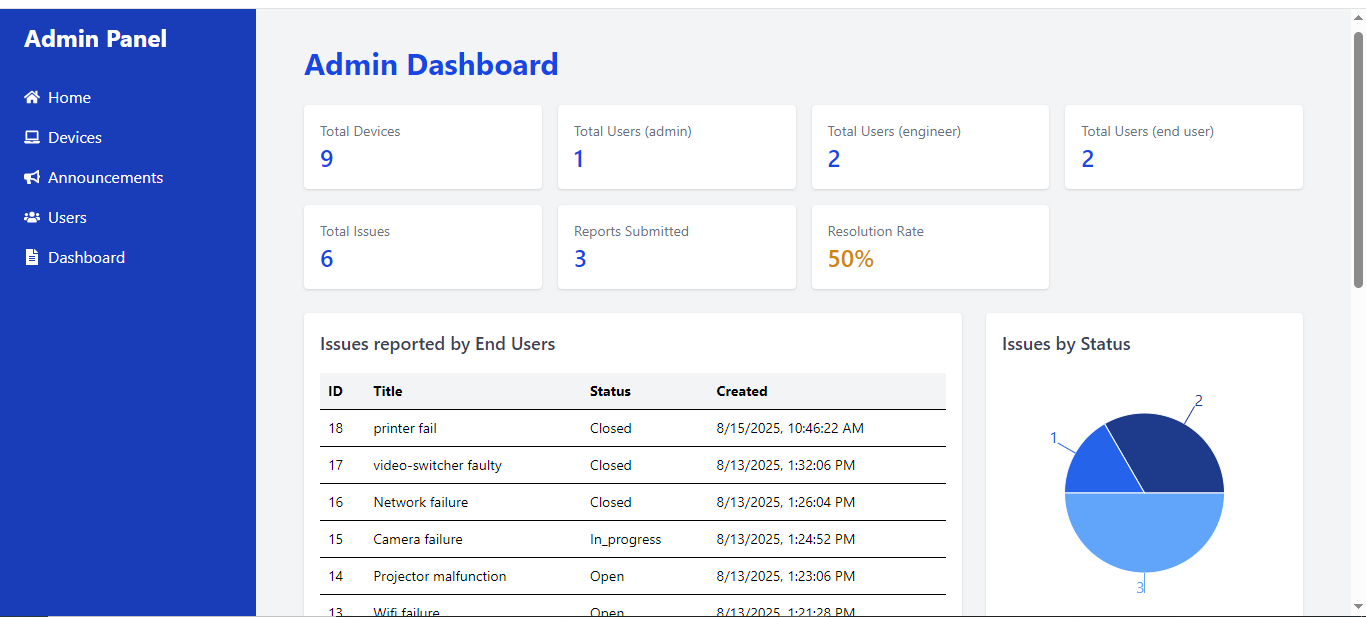 Admin Panel
Home
Devices
Announcements
Users
Dashboard
Admin Dashboard
Total Devices
9
Total Users (admin)
1
Total Users (engineer)
2
Total Users (end user)
2
Total Issues
6
Reports Submitted
3
Resolution Rate
50%
Issues reported by End Users
ID Title Status Created
18 printer fail Closed 8/15/2025, 10:46:22 AM
17 video-switcher faulty Closed 8/13/2025, 1:32:06 PM
16 Network failure Closed 8/13/2025, 1:26:04 PM
15 Camera failure In_progress 8/13/2025, 1:24:52 PM
14 Projector malfunction Open 8/13/2025, 1:23:06 PM
13 Wifi failure Open 8/13/2025, 1:21:28 PM
Issues by Status
2
1
3